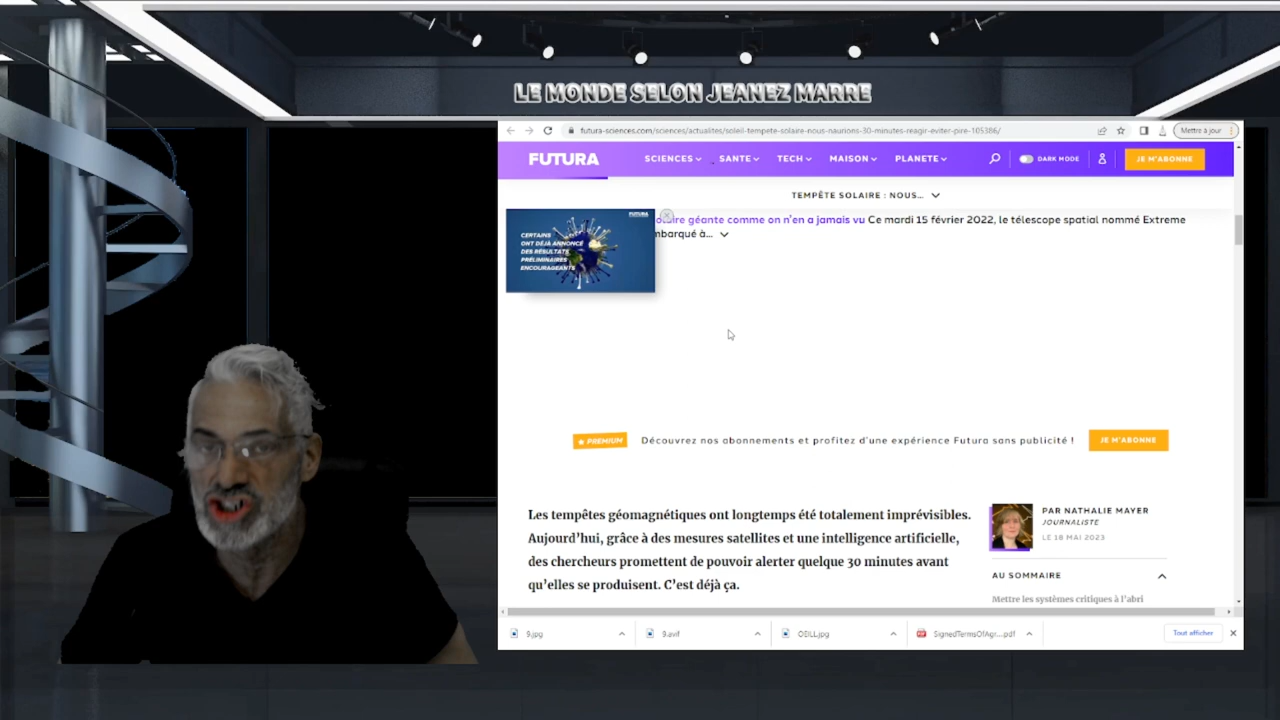 LE MONDE SELON JEANEZ MARRE
futura-sciences.com/sciences/actualites/soleil-tempete-solaire-nous-naurions-30-minutes-reagir-eviter-pire-105386/
Mettre à jour
FUTURA
SCIENCES
SANTE
TECH
MAISON
PLANETE
DARK MODE
JE M'ABONNE
TEMPÊTE SOLAIRE : NOUS...
olaire géante comme on n'en a jamais vu Ce mardi 15 février 2022, le télescope spatial nommé Extreme
mbarqué à...
FUTURA
CERTAINS
ONT DÉJÀ ANNONCÉ
DES RÉSULTATS
PRÉLIMINAIRES
ENCOURAGEANTS
PREMIUM
Découvrez nos abonnements et profitez d'une expérience Futura sans publicité !
JE M'ABONNE
Les tempêtes géomagnétiques ont longtemps été totalement imprévisibles.
Aujourd'hui, grâce à des mesures satellites et une intelligence artificielle,
des chercheurs promettent de pouvoir alerter quelque 30 minutes avant
qu'elles se produisent. C'est déjà ça.
PAR NATHALIE MAYER
JOURNALISTE
LE 18 MAI 2023
AU SOMMAIRE
Mettre les systèmes critiques à l'abri
9.jpg
9.avif
OEILL.jpg
SignedTermsOfAgr....pdf
Tout afficher